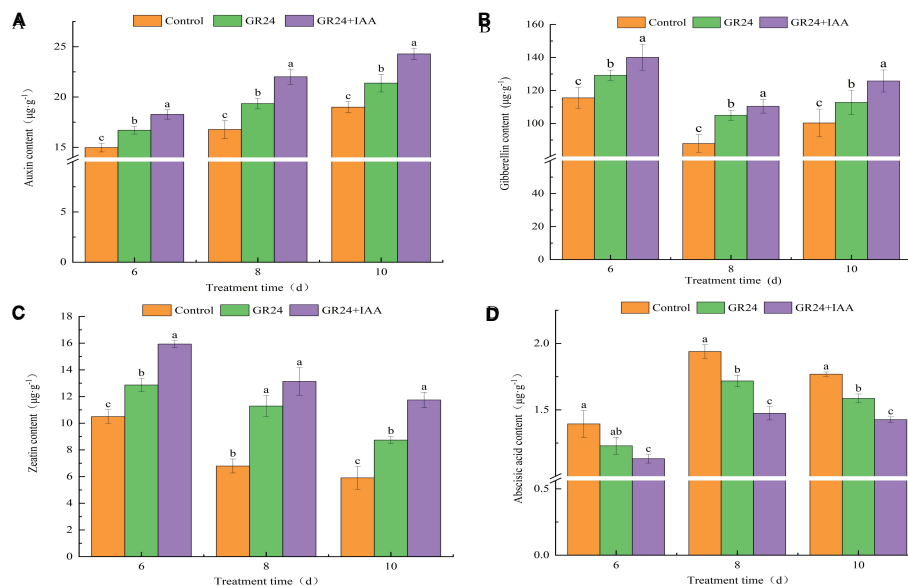 A
Control GR24 GR24+IAA
Auxin content (μg·g-1)
25
20
15
5
0
c b a
c b a
c b a
6 8 10
Treatment time (d)
B
Control GR24 GR24+IAA
Gibberellin content (μg·g-1)
160
140
120
100
60
40
20
0
c b a
c b a
c b a
6 8 10
Treatment time (d)
C
Control GR24 GR24+IAA
Zeatin content (μg·g-1)
18
16
14
12
10
8
6
4
2
0
c b a
b a a
c b a
6 8 10
Treatment time (d)
D
Control GR24 GR24+IAA
Abscisic acid content (μg·g-1)
2.0
1.5
0.5
0.0
a ab c
a b c
a b c
6 8 10
Treatment time (d)